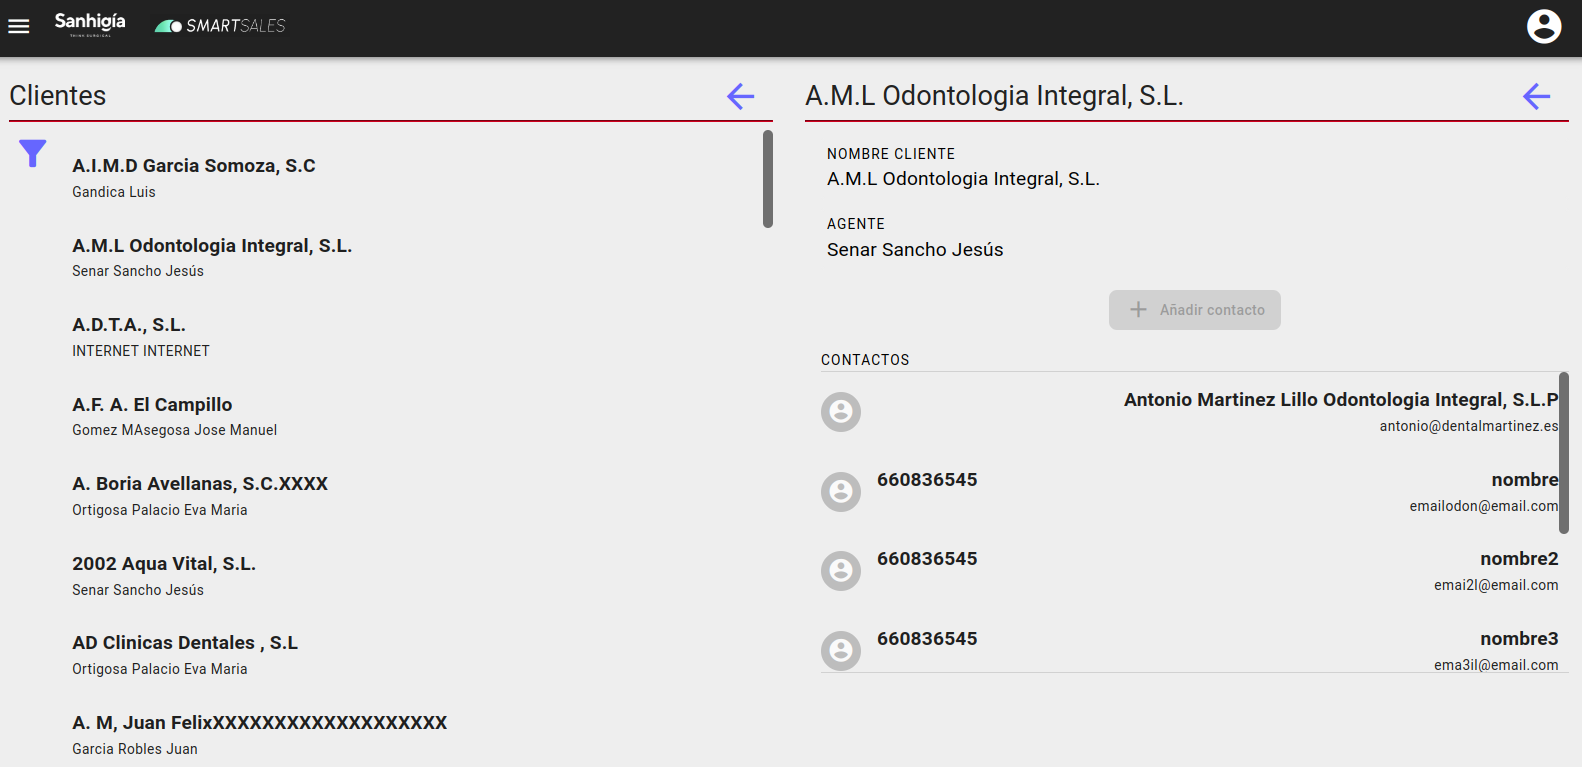 Sanhigía
THINK SURGICAL
SMARTSALES
Clientes
A.I.M.D Garcia Somoza, S.C
Gandica Luis
A.M.L Odontologia Integral, S.L.
Senar Sancho Jesús
A.D.T.A., S.L.
INTERNET INTERNET
A.F. A. El Campillo
Gomez MAsegosa Jose Manuel
A. Boria Avellanas, S.C.XXXX
Ortigosa Palacio Eva Maria
2002 Aqua Vital, S.L.
Senar Sancho Jesús
AD Clinicas Dentales , S.L
Ortigosa Palacio Eva Maria
A. M, Juan FelixXXXXXXXXXXXXXXXXXXX
Garcia Robles Juan
A.M.L Odontologia Integral, S.L.
NOMBRE CLIENTE
A.M.L Odontologia Integral, S.L.
AGENTE
Senar Sancho Jesús
Añadir contacto
CONTACTOS
Antonio Martinez Lillo Odontologia Integral, S.L.P
antonio@dentalmartinez.es
660836545 nombre
emailodon@email.com
660836545 nombre2
emai2l@email.com
660836545 nombre3
ema3il@email.com